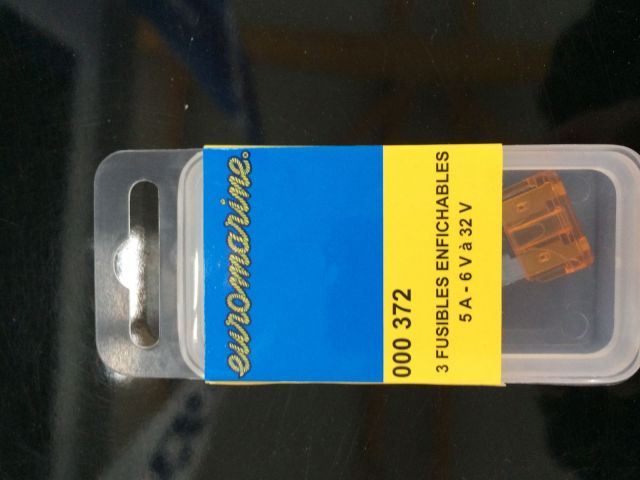 euromarine.
000 372
3 FUSIBLES ENFICHABLES
5 A - 6 V à 32 V